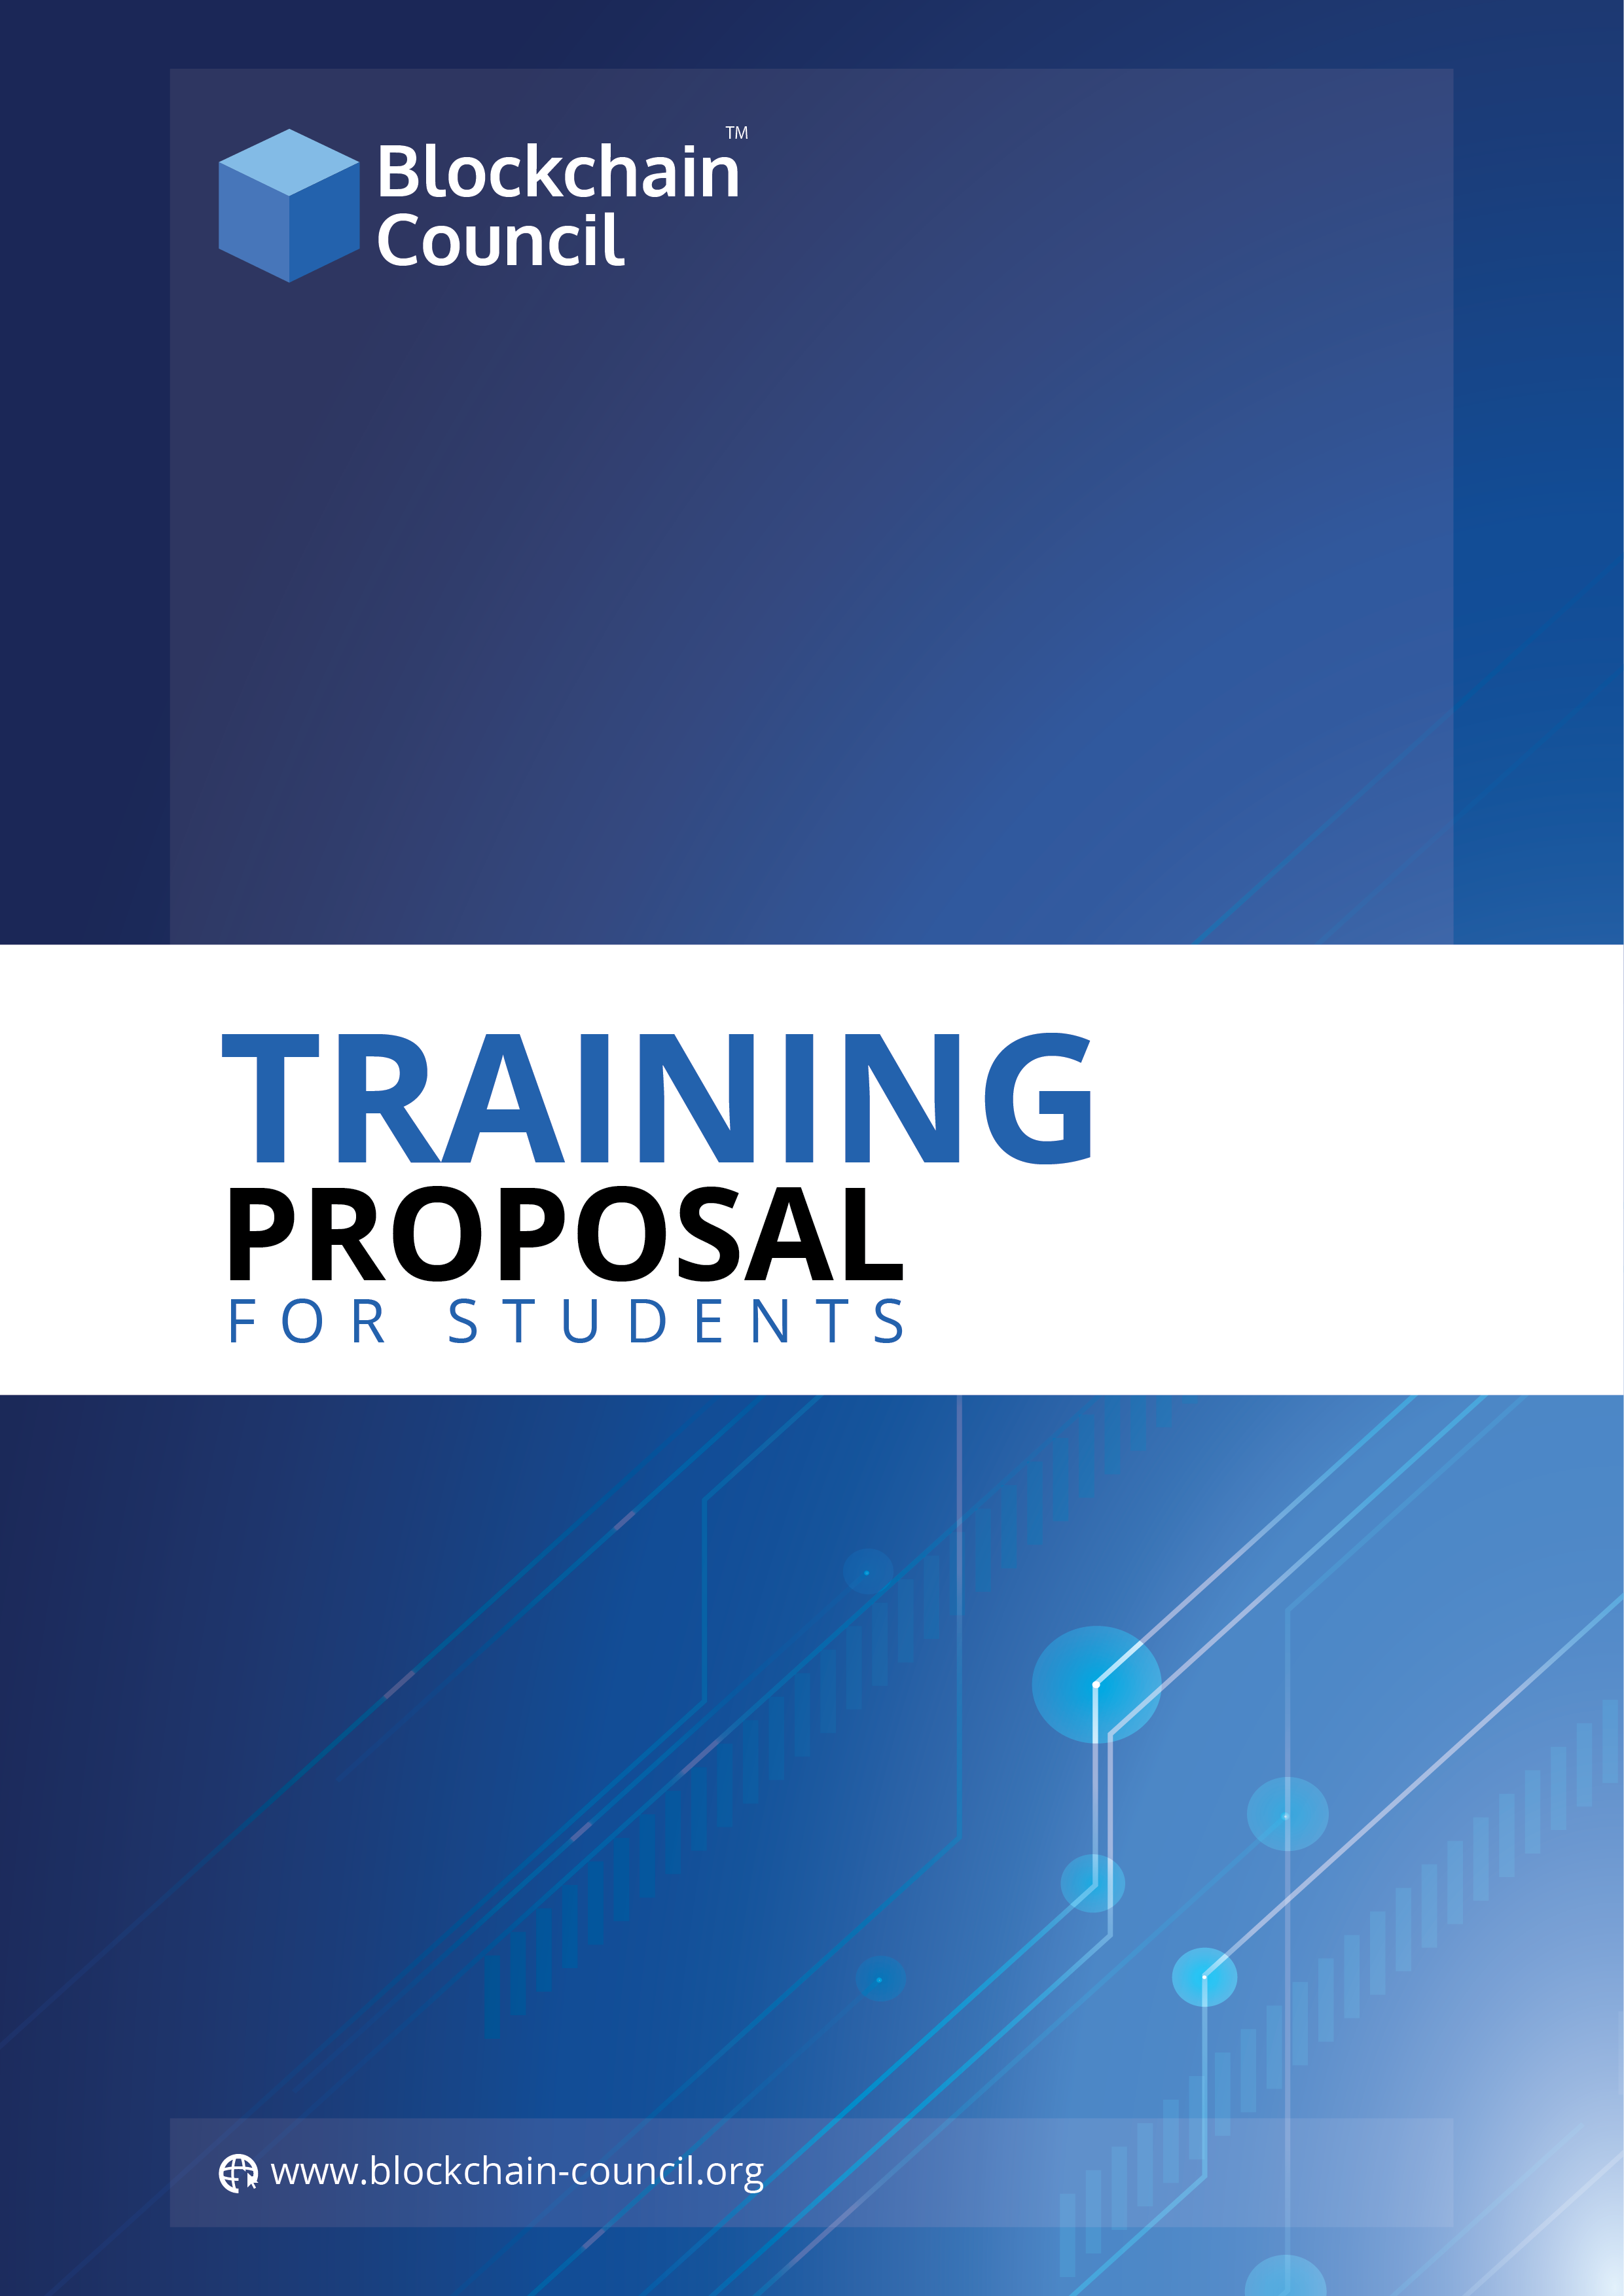 Blockchain™
Council
TRAINING
PROPOSAL
FOR STUDENTS
www.blockchain-council.org